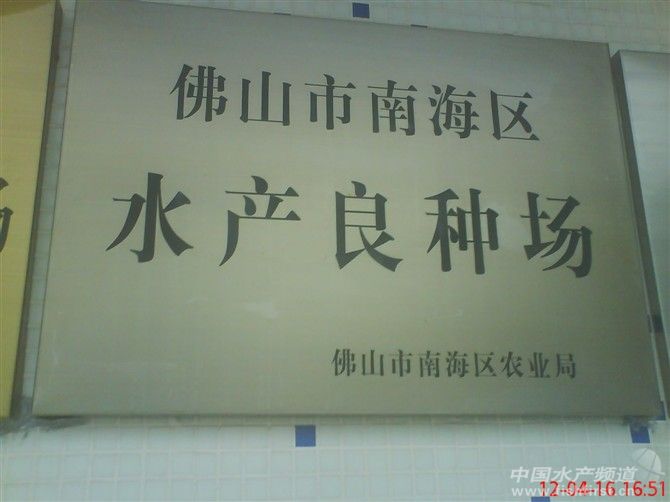 佛山市南海区
水产良种场
佛山市南海区农业局
场
中国水产频道
12-04-16 16:51